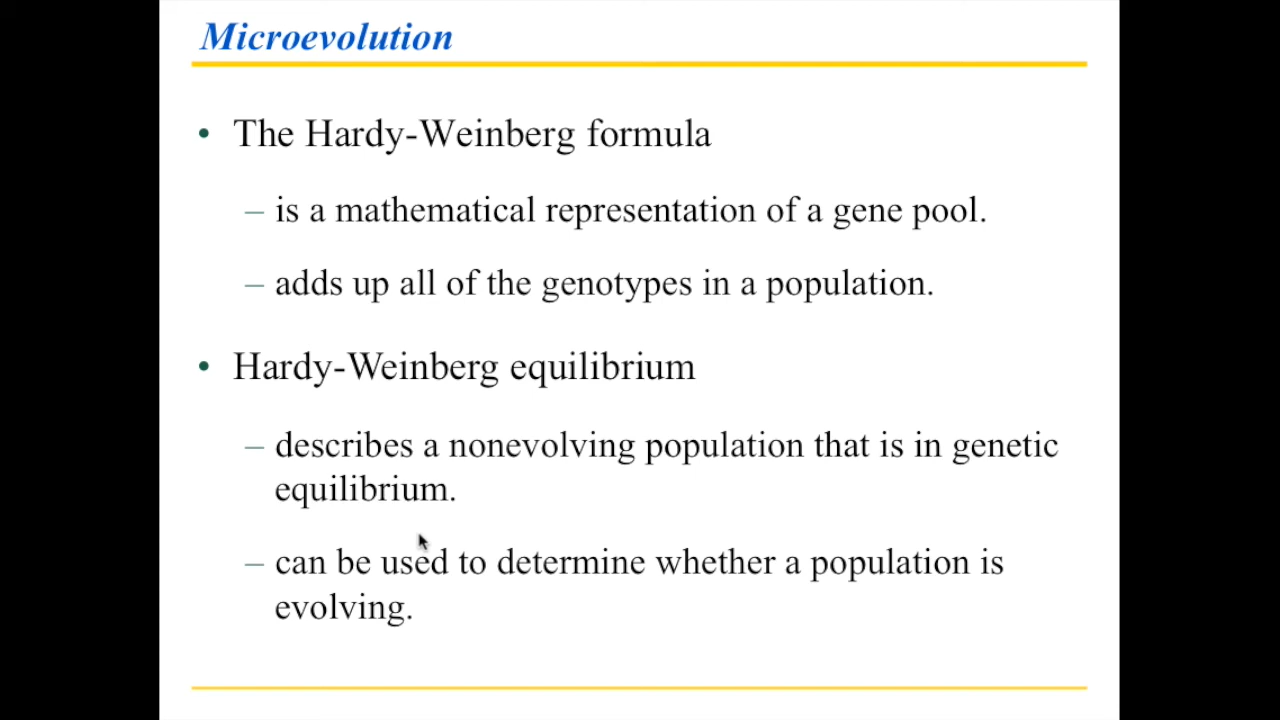 Microevolution
• The Hardy-Weinberg formula
– is a mathematical representation of a gene pool.
– adds up all of the genotypes in a population.
• Hardy-Weinberg equilibrium
– describes a nonevolving population that is in genetic
equilibrium.
– can be used to determine whether a population is
evolving.